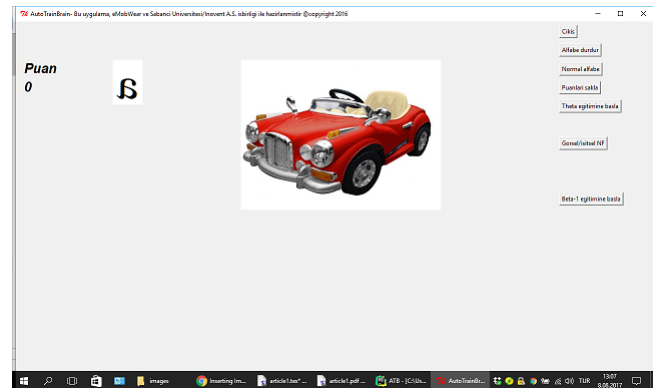 AutoTrainBrain- Bu uygulama, eMobWear ve Sabanci Universitesi/Inovent A.S. isbirligi ile hazirlanmistir @copyright 2016
Cikis
Alfabe durdur
Puan
Normal alfabe
0
a
Puanlari sakla
Theta egitimine basla
Gorsel/isitsel NF
Beta-1 egitimine basla
images
Inserting Im...
article1.tex* ...
article1.pdf ...
ATB - [C:\Us...
AutoTrainBr...
TUR
13:07
8.08.2017